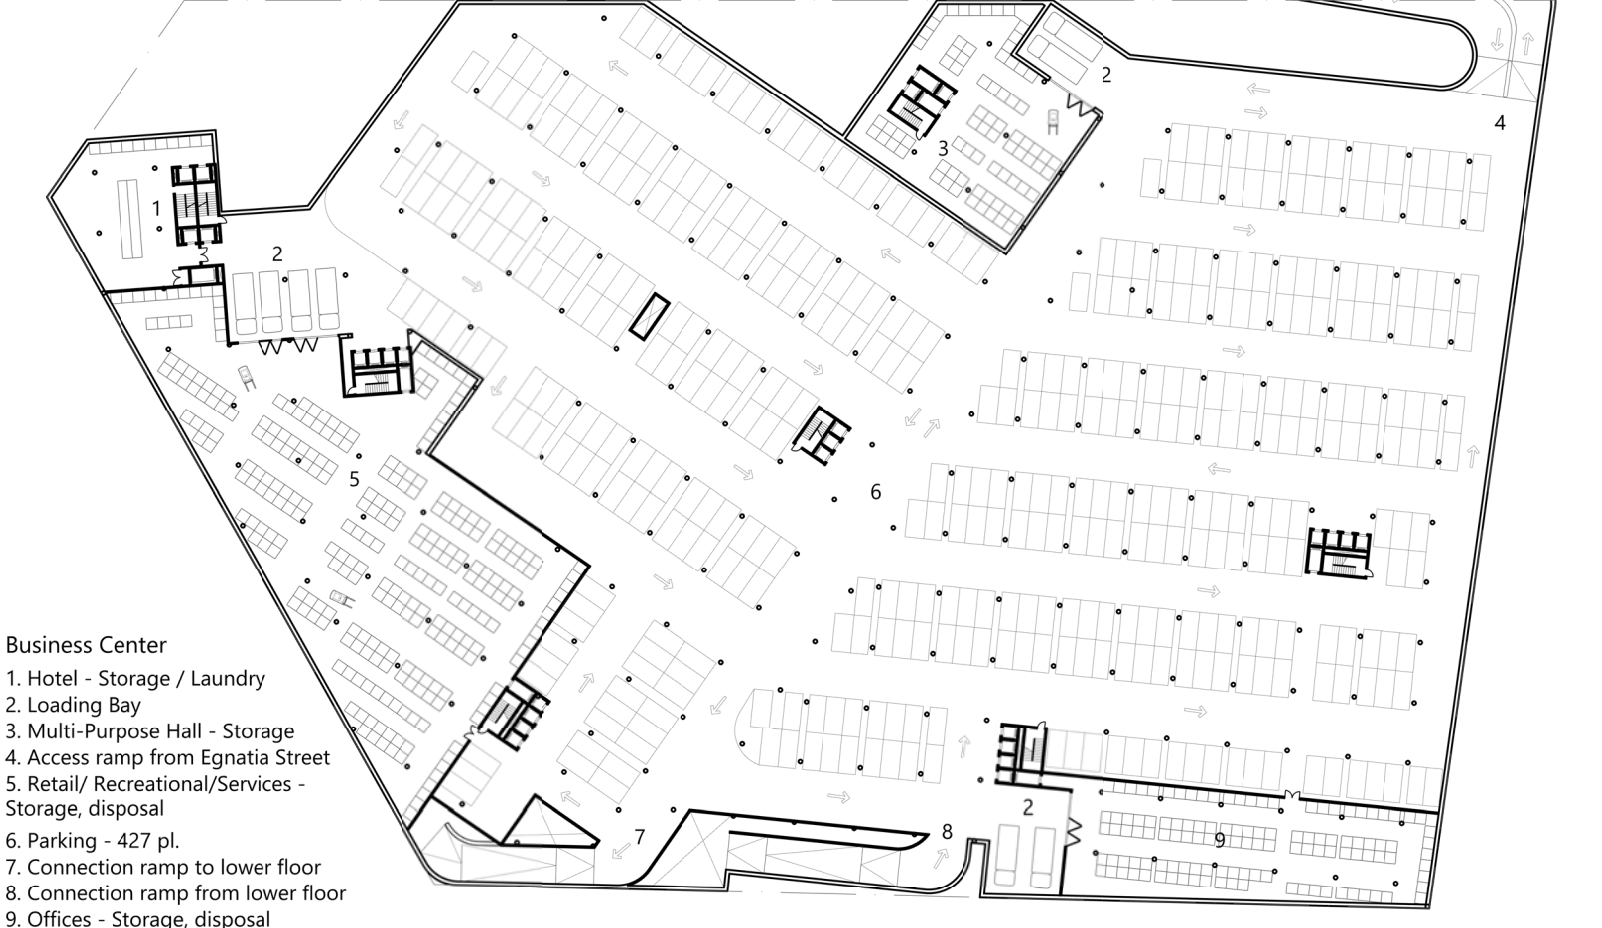 2
4
3
1
2
5
6
7
8
2
9
Business Center
1. Hotel - Storage / Laundry
2. Loading Bay
3. Multi-Purpose Hall - Storage
4. Access ramp from Egnatia Street
5. Retail/ Recreational/Services -
Storage, disposal
6. Parking - 427 pl.
7. Connection ramp to lower floor
8. Connection ramp from lower floor
9. Offices - Storage, disposal